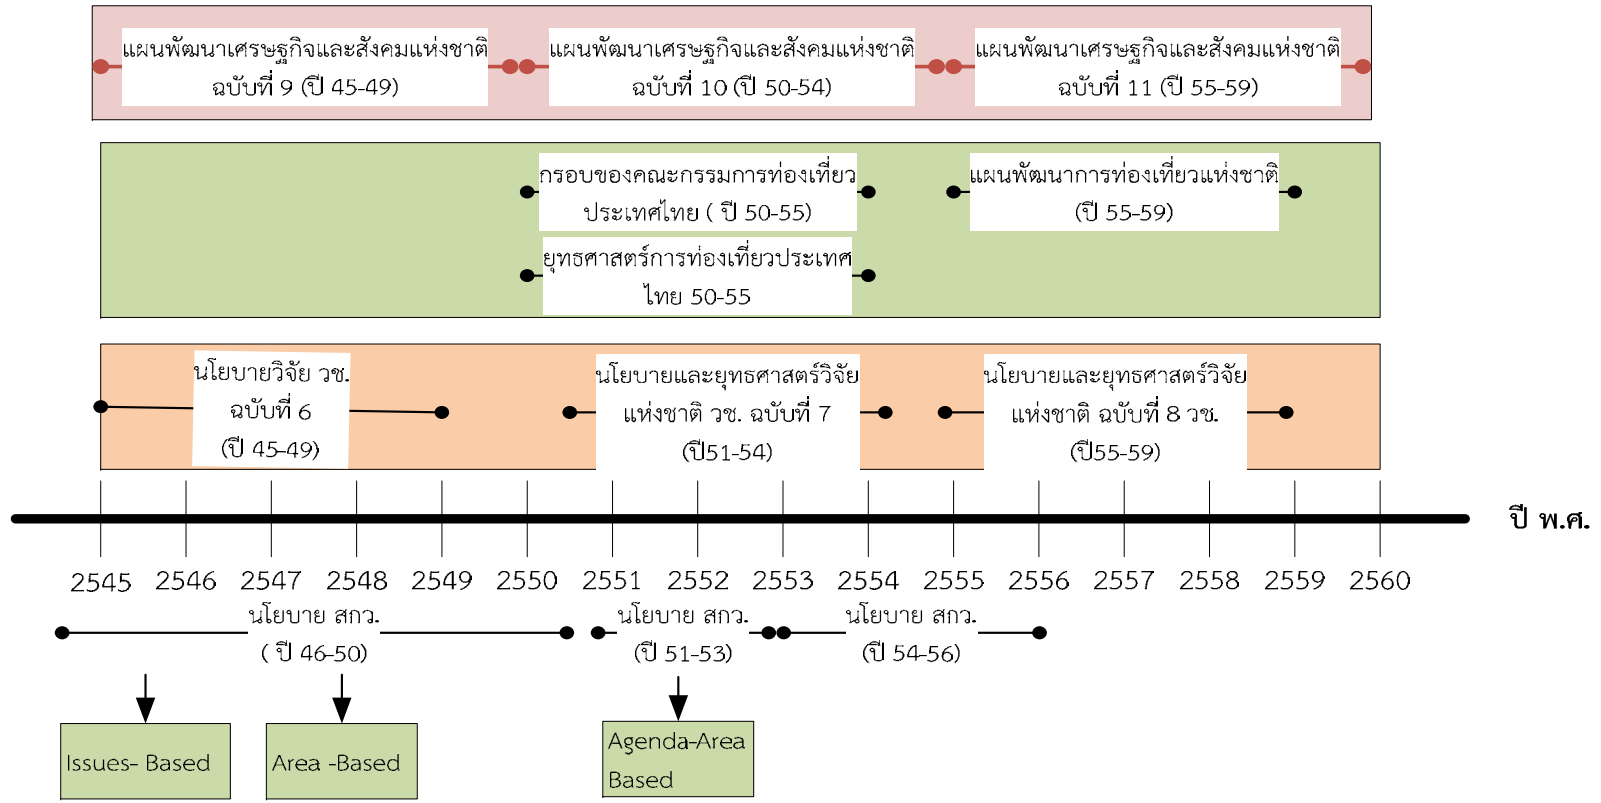 แผนพัฒนาเศรษฐกิจและสังคมแห่งชาติ
ฉบับที่ 9 (ปี 45-49)
แผนพัฒนาเศรษฐกิจและสังคมแห่งชาติ
ฉบับที่ 10 (ปี 50-54)
แผนพัฒนาเศรษฐกิจและสังคมแห่งชาติ
ฉบับที่ 11 (ปี 55-59)
กรอบของคณะกรรมการท่องเที่ยว
ประเทศไทย ( ปี 50-55)
แผนพัฒนาการท่องเที่ยวแห่งชาติ
(ปี 55-59)
ยุทธศาสตร์การท่องเที่ยวประเทศ
ไทย 50-55
นโยบายวิจัย วช.
ฉบับที่ 6
(ปี 45-49)
นโยบายและยุทธศาสตร์วิจัย
แห่งชาติ วช. ฉบับที่ 7
(ปี51-54)
นโยบายและยุทธศาสตร์วิจัย
แห่งชาติ ฉบับที่ 8 วช.
(ปี55-59)
ปี พ.ศ.
2545 2546 2547 2548 2549 2550 2551 2552 2553 2554 2555 2556 2557 2558 2559 2560
นโยบาย สกว.
( ปี 46-50)
นโยบาย สกว.
(ปี 51-53)
นโยบาย สกว.
(ปี 54-56)
Issues- Based
Area -Based
Agenda-Area
Based